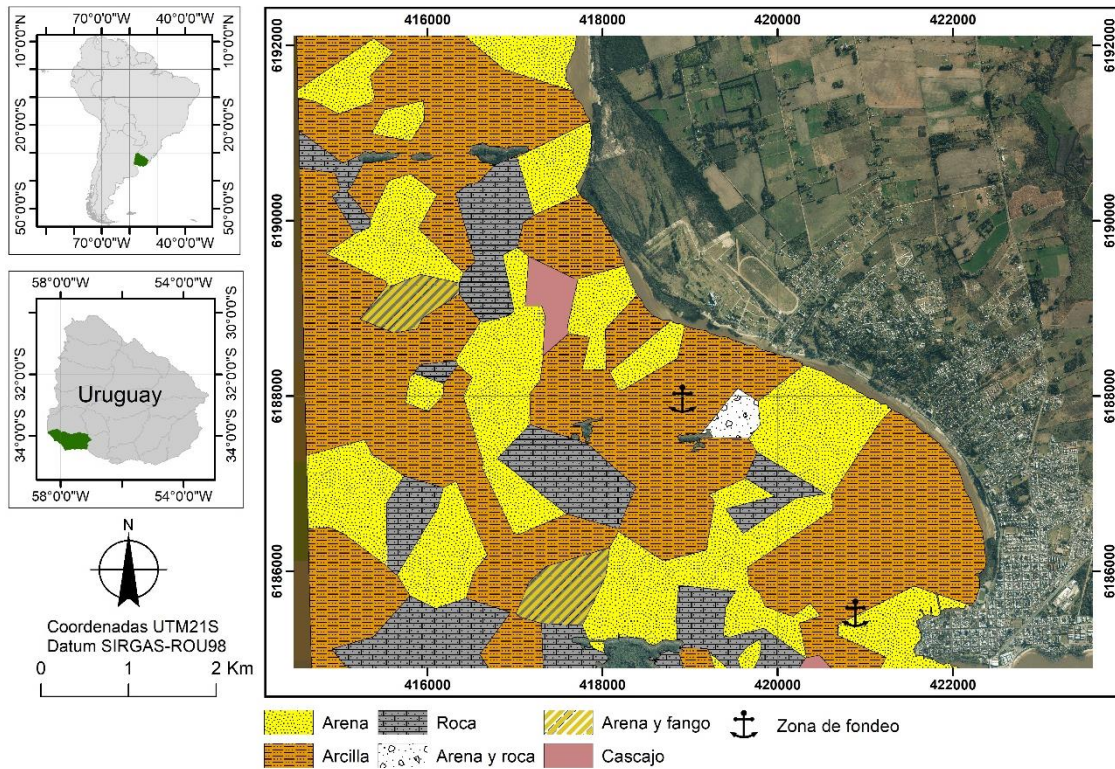 70°0'0"W 40°0'0"W
10°0'0"N
10°0'0"S
20°0'0"S
50°0'0"S
10°0'0"N
10°0'0"S
20°0'0"S
50°0'0"S
70°0'0"W 40°0'0"W
58°0'0"W 54°0'0"W
30°0'0"S
32°0'0"S
34°0'0"S
Uruguay
32°0'0"S
34°0'0"S
58°0'0"W 54°0'0"W
N
Coordenadas UTM21S
Datum SIRGAS-ROU98
0 1 2 Km
416000 418000 420000 422000
6192000
6190000
6188000
6186000
6192000
6190000
6188000
6186000
416000 418000 420000 422000
Arena Roca Arena y fango Zona de fondeo
Arcilla Arena y roca Cascajo